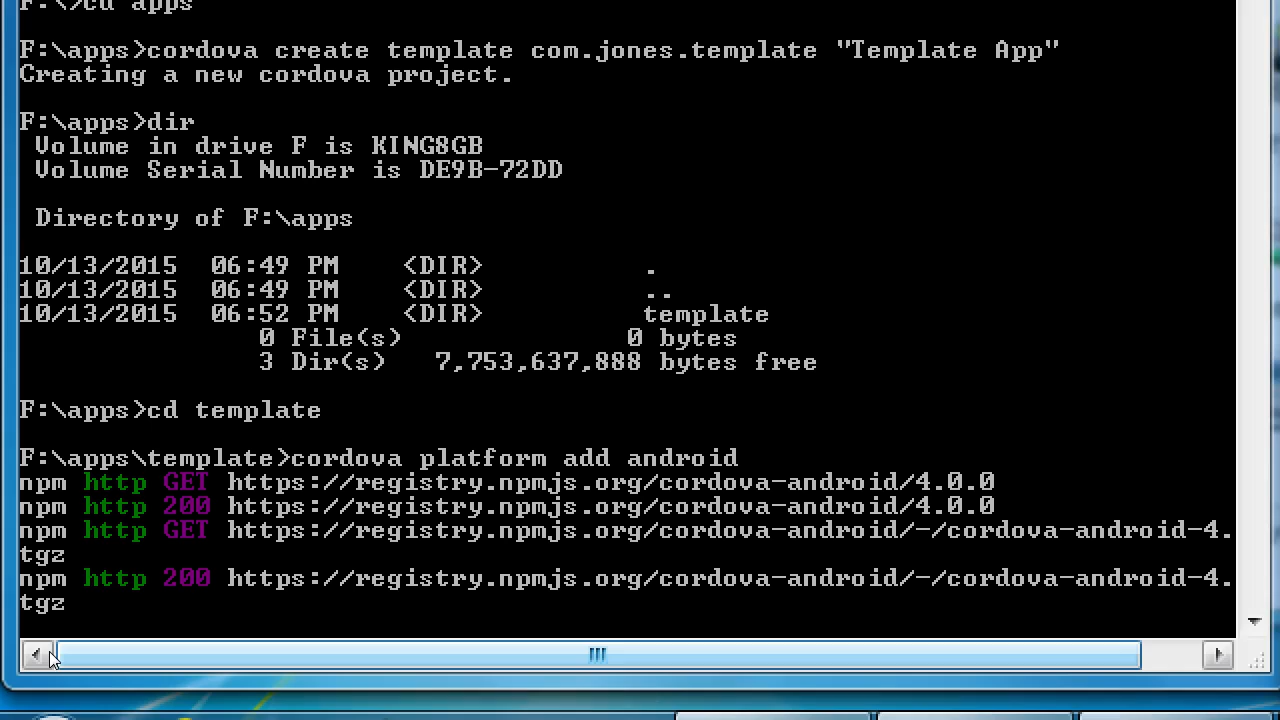 F:\>cd apps
F:\apps>cordova create template com.jones.template "Template App"
Creating a new cordova project.
F:\apps>dir
Volume in drive F is KING8GB
Volume Serial Number is DE9B-72DD
Directory of F:\apps
10/13/2015 06:49 PM <DIR> .
10/13/2015 06:49 PM <DIR> ..
10/13/2015 06:52 PM <DIR> template
0 File(s) 0 bytes
3 Dir(s) 7,753,637,888 bytes free
F:\apps>cd template
F:\apps\template>cordova platform add android
npm http GET https://registry.npmjs.org/cordova-android/4.0.0
npm http 200 https://registry.npmjs.org/cordova-android/4.0.0
npm http GET https://registry.npmjs.org/cordova-android/-/cordova-android-4.
tgz
npm http 200 https://registry.npmjs.org/cordova-android/-/cordova-android-4.
tgz